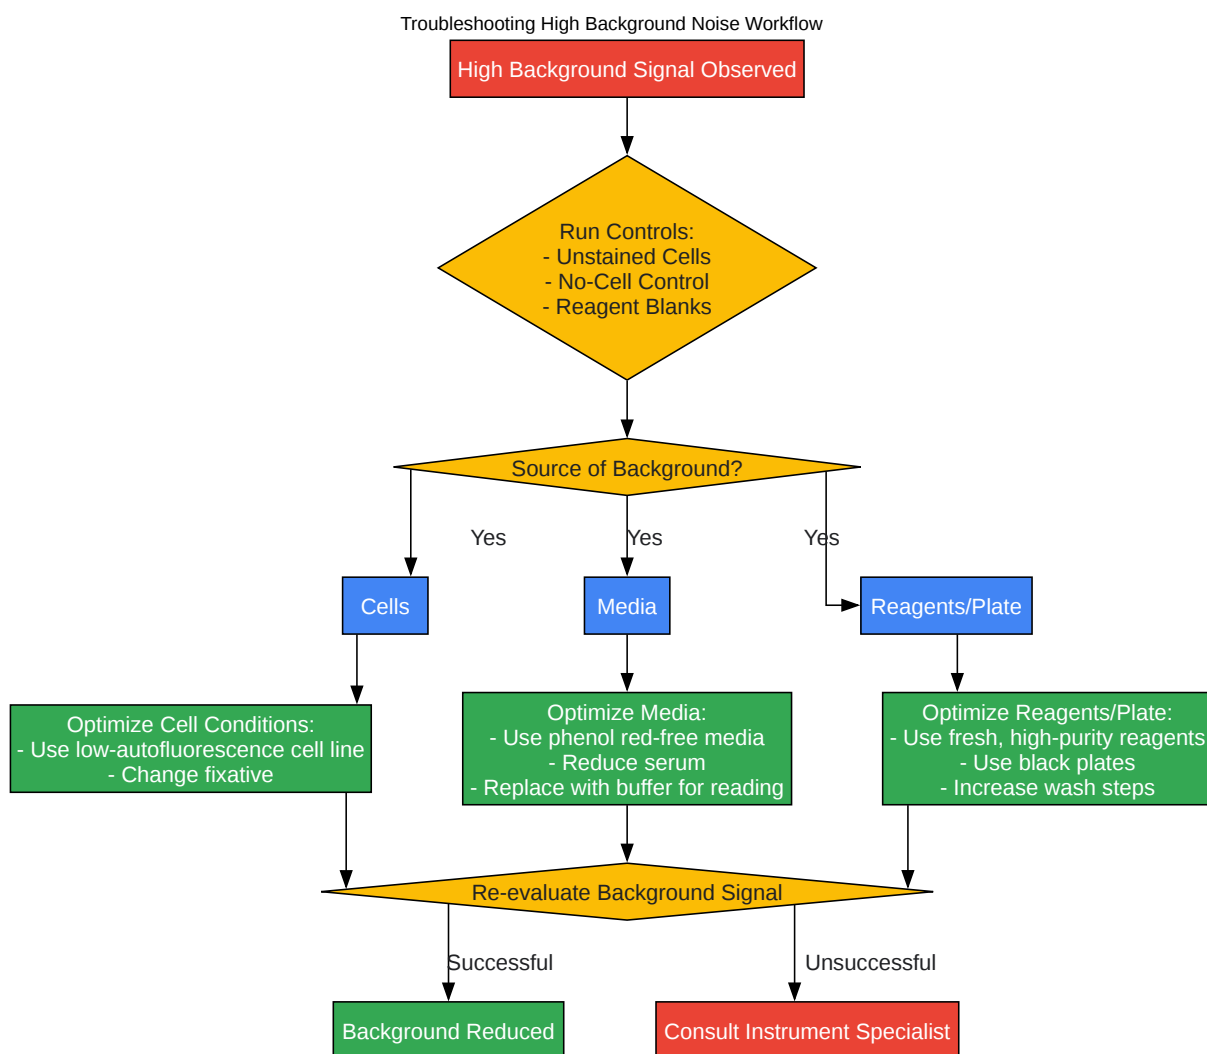 Troubleshooting High Background Noise Workflow
High Background Signal Observed
Run Controls:
- Unstained Cells
- No-Cell Control
- Reagent Blanks
Source of Background?
Yes
Yes
Yes
Cells
Media
Reagents/Plate
Optimize Cell Conditions:
- Use low-autofluorescence cell line
- Change fixative
Optimize Media:
- Use phenol red-free media
- Reduce serum
- Replace with buffer for reading
Optimize Reagents/Plate:
- Use fresh, high-purity reagents
- Use black plates
- Increase wash steps
Re-evaluate Background Signal
Successful
Unsuccessful
Background Reduced
Consult Instrument Specialist